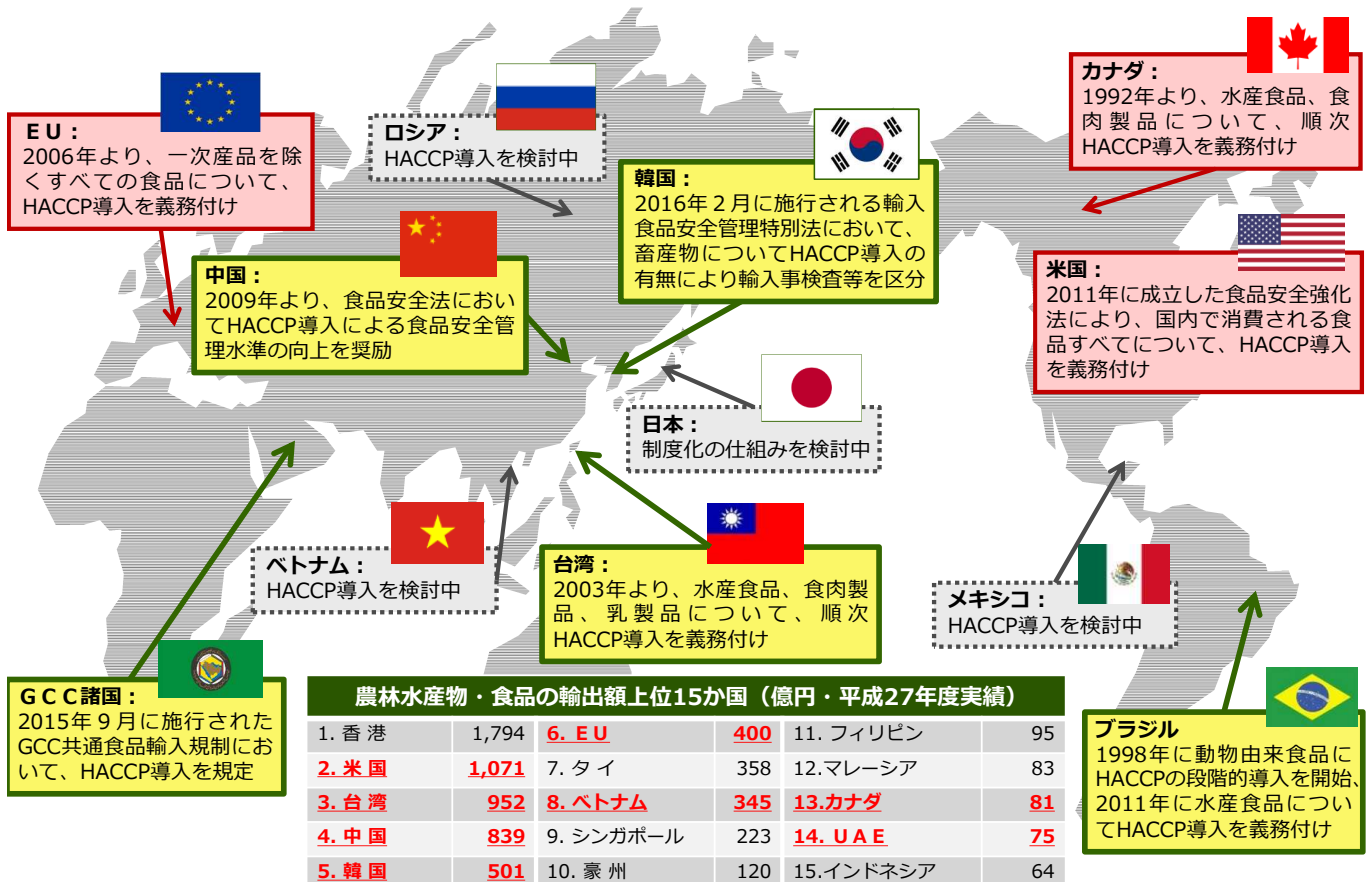 カナダ：
1992年より、水産食品、食
肉製品について、順次
HACCP導入を義務付け
ＥＵ：
2006年より、一次産品を除
くすべての食品について、
HACCP導入を義務付け
ロシア：
HACCP導入を検討中
韓国：
2016年２月に施行される輸入
食品安全管理特別法において、
畜産物についてHACCP導入の
有無により輸入事検査等を区分
中国：
2009年より、食品安全法におい
てHACCP導入による食品安全管
理水準の向上を奨励
米国：
2011年に成立した食品安全強化
法により、国内で消費される食
品すべてについて、HACCP導入
を義務付け
日本：
制度化の仕組みを検討中
ベトナム：
HACCP導入を検討中
台湾：
2003年より、水産食品、食肉製
品、乳製品について、順次
HACCP導入を義務付け
メキシコ：
HACCP導入を検討中
ＧＣＣ諸国：
2015年９月に施行された
GCC共通食品輸入規制にお
いて、HACCP導入を規定
ブラジル
1998年に動物由来食品に
HACCPの段階的導入を開始、
2011年に水産食品につい
てHACCP導入を義務付け
農林水産物・食品の輸出額上位15か国（億円・平成27年度実績）
1. 香 港 1,794 6. ＥＵ 400 11. フィリピン 95
2. 米 国 1,071 7. タ イ 358 12.マレーシア 83
3. 台 湾 952 8. ベトナム 345 13.カナダ 81
4. 中 国 839 9. シンガポール 223 14. ＵＡＥ 75
5. 韓 国 501 10. 豪 州 120 15.インドネシア 64